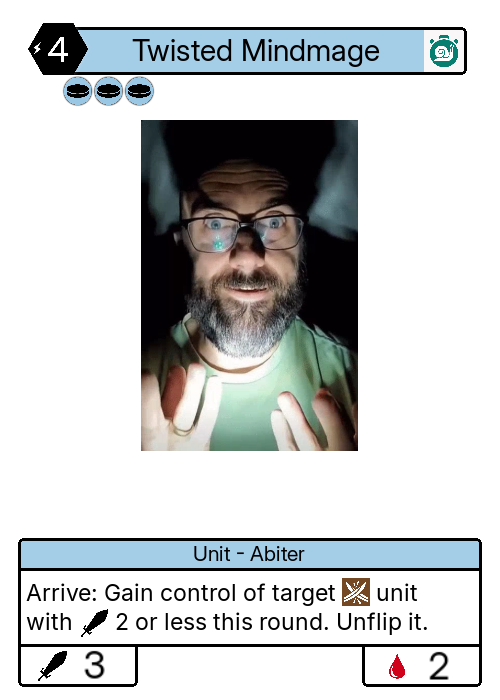 4 Twisted Mindmage
Unit - Abiter
Arrive: Gain control of target unit
with 2 or less this round. Unflip it.
3 2